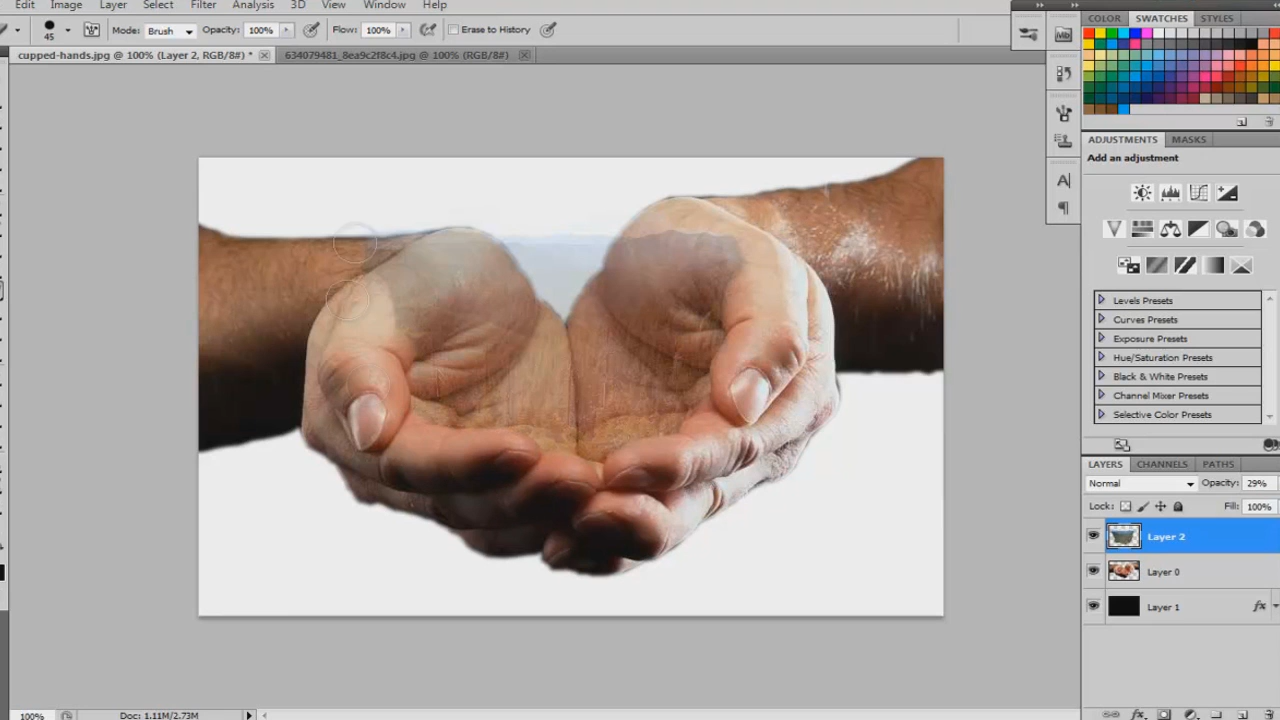 Edit Image Layer Select Filter Analysis 3D View Window Help
45 Mode: Brush Opacity: 100% Flow: 100% Erase to History
cupped-hands.jpg @ 100% (Layer 2, RGB/8#) * 634079481_8ea9c2f8c4.jpg @ 100% (RGB/8#)
COLOR SWATCHES STYLES
Mb
ADJUSTMENTS MASKS
Add an adjustment
A
¶
Levels Presets
Curves Presets
Exposure Presets
Hue/Saturation Presets
Black & White Presets
Channel Mixer Presets
Selective Color Presets
LAYERS CHANNELS PATHS
Normal Opacity: 29%
Lock: Fill: 100%
Layer 2
Layer 0
Layer 1 fx
100% Doc: 1.11M/2.73M
fx